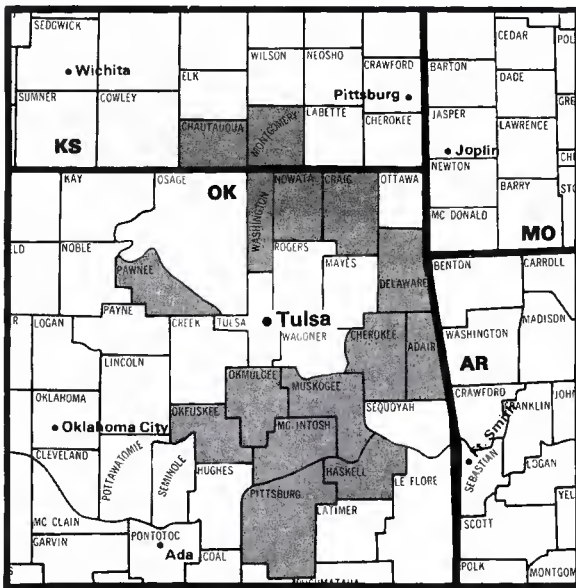 SEDGWICK
Wichita
SUMNER
COWLEY
KS
ELK
WILSON
NEOSHO
CRAWFORD
Pittsburg
CHAUTAUQUA
MONTGOMERY
LABETTE
CHEROKEE
CEDAR
BARTON
DADE
JASPER
Joplin
LAWRENCE
NEWTON
BARRY
MC DONALD
MO
KAY
OSAGE
OK
WASHINGTON
NOWATA
CRAIG
OTTAWA
NOBLE
PAWNEE
ROGERS
MAYES
DELAWARE
BENTON
CARROLL
PAYNE
LOGAN
CREEK
TULSA
Tulsa
WAGONER
CHEROKEE
ADAIR
WASHINGTON
MADISON
AR
LINCOLN
OKLAHOMA
Oklahoma City
OKMULGEE
MUSKOGEE
OKFUSKEE
MC INTOSH
SEQUOYAH
CRAWFORD
FRANKLIN
Ft. Smith
SEBASTIAN
LOGAN
CLEVELAND
POTTAWATOMIE
SEMINOLE
HUGHES
HASKELL
PITTSBURG
LE FLORE
LATIMER
MC CLAIN
GARVIN
PONTOTOC
Ada
COAL
SCOTT
POLK